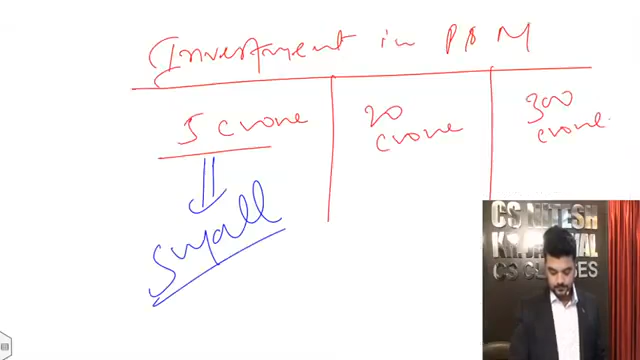 Investment in P&M
5 crore
20
crore
300
crore
Small
CS NITESH
CS CLASSES